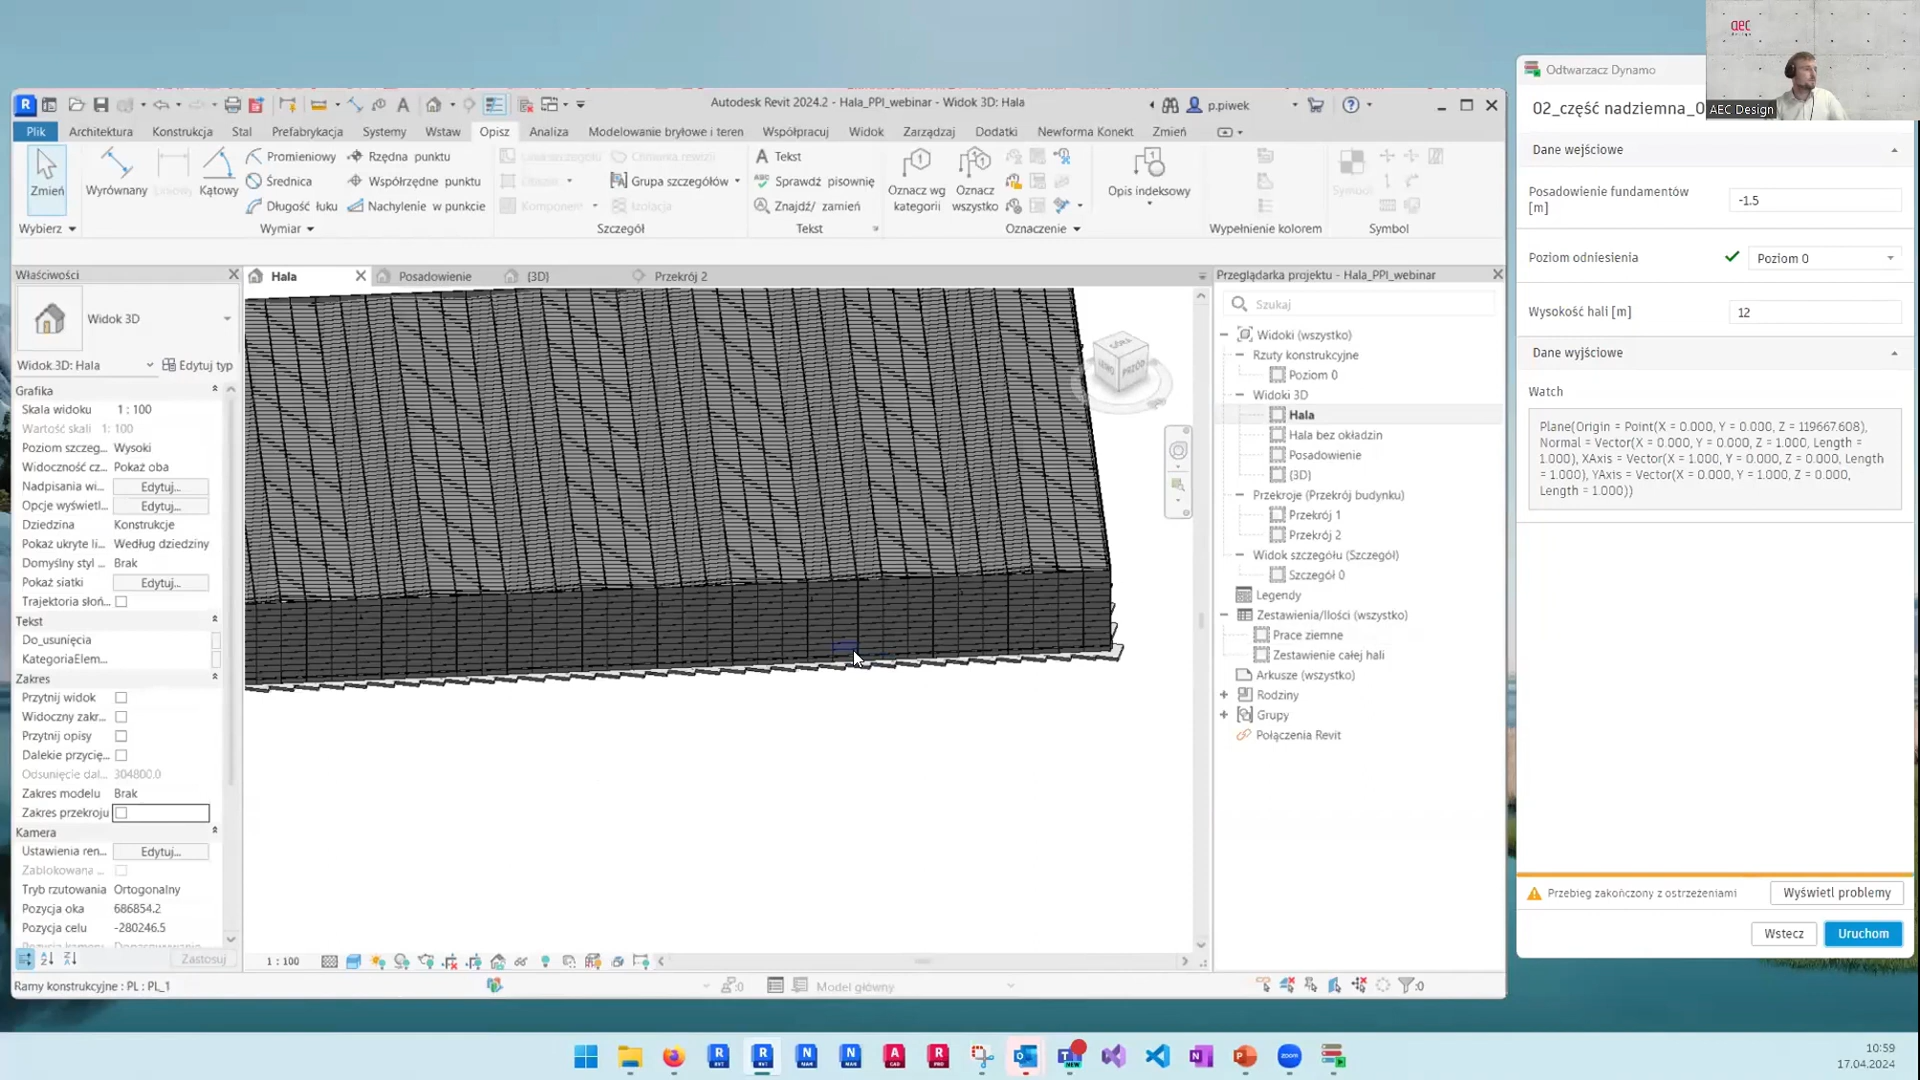 aec
design
AEC Design
Autodesk Revit 2024.2 - Hala_PPI_webinar - Widok 3D: Hala
p.piwek
Plik Architektura Konstrukcja Stal Prefabrykacja Systemy Wstaw Opisz Analiza Modelowanie bryłowe i teren Współpracuj Widok Zarządzaj Dodatki Newforma Konekt Zmień
Zmień
Wyrównany
Liniowy
Kątowy
Promieniowy
Średnica
Długość łuku
Rzędna punktu
Współrzędne punktu
Nachylenie w punkcie
Komponent
Grupa szczegółów
Izolacja
Tekst
Sprawdź pisownię
Znajdź/ zamień
Oznacz wg
kategorii
Oznacz
wszystko
Opis indeksowy
Symbol
Wybierz
Wymiar
Szczegół
Tekst
Oznaczenie
Wypełnienie kolorem
Symbol
Właściwości
Widok 3D
Widok 3D: Hala
Edytuj typ
Grafika
Skala widoku 1 : 100
Wartość skali 1: 100
Poziom szczeg... Wysoki
Widoczność cz... Pokaż oba
Nadpisania wi... Edytuj...
Opcje wyświetl... Edytuj...
Dziedzina Konstrukcje
Pokaż ukryte li... Według dziedziny
Domyślny styl ... Brak
Pokaż siatki Edytuj...
Trajektoria słoń...
Tekst
Do_usunięcia
KategoriaElem...
Zakres
Przytnij widok
Widoczny zakr...
Przytnij opisy
Dalekie przycię...
Odsunięcie dal... 304800.0
Zakres modelu Brak
Zakres przekroju
Kamera
Ustawienia ren... Edytuj...
Zablokowana ...
Tryb rzutowania Ortogonalny
Pozycja oka 686854.2
Pozycja celu -280246.5
Zastosuj
Hala
Posadowienie
{3D}
Przekrój 2
GÓRA
PRZÓD
1 : 100
Przeglądarka projektu - Hala_PPI_webinar
Szukaj
Widoki (wszystko)
Rzuty konstrukcyjne
Poziom 0
Widoki 3D
Hala
Hala bez okładzin
Posadowienie
{3D}
Przekroje (Przekrój budynku)
Przekrój 1
Przekrój 2
Widok szczegółu (Szczegół)
Szczegół 0
Legendy
Zestawienia/Ilości (wszystko)
Prace ziemne
Zestawienie całej hali
Arkusze (wszystko)
Rodziny
Grupy
Połączenia Revit
Ramy konstrukcyjne : PL : PL_1
:0
Model główny
:0
Odtwarzacz Dynamo
02_część nadziemna_0
Dane wejściowe
Posadowienie fundamentów
[m]
-1.5
Poziom odniesienia
Poziom 0
Wysokość hali [m]
12
Dane wyjściowe
Watch
Plane(Origin = Point(X = 0.000, Y = 0.000, Z = 119667.608),
Normal = Vector(X = 0.000, Y = 0.000, Z = 1.000, Length =
1.000), XAxis = Vector(X = 1.000, Y = 0.000, Z = 0.000, Length
= 1.000), YAxis = Vector(X = 0.000, Y = 1.000, Z = 0.000,
Length = 1.000))
Przebieg zakończony z ostrzeżeniami
Wyświetl problemy
Wstecz
Uruchom
10:59
17.04.2024